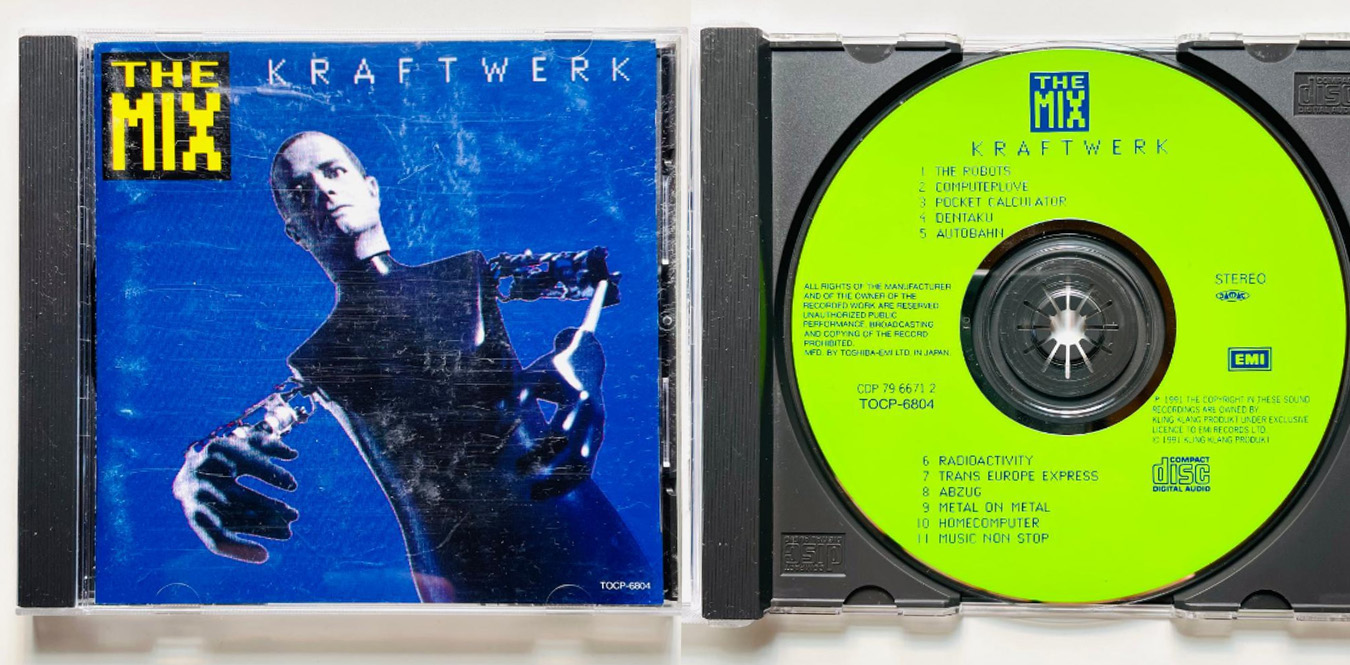 THE
MIX
KRAFTWERK
TOCP-6804
THE
MIX
KRAFTWERK
1 THE ROBOTS
2 COMPUTERLOVE
3 POCKET CALCULATOR
4 DENTAKU
5 AUTOBAHN
ALL RIGHTS OF THE MANUFACTURER
AND OF THE OWNER OF THE
RECORDED WORK ARE RESERVED
UNAUTHORIZED PUBLIC
PERFORMANCE, BROADCASTING
AND COPYING OF THE RECORD
PROHIBITED.
MFD. BY TOSHIBA-EMI LTD. IN JAPAN.
STEREO
EMI
CDP 79 6671 2
TOCP-6804
℗ 1991 THE COPYRIGHT IN THESE SOUND
RECORDINGS ARE OWNED BY
KLING KLANG PRODUKT UNDER EXCLUSIVE
LICENCE TO EMI RECORDS LTD.
© 1991 KLING KLANG PRODUKT
COMPACT
disc
DIGITAL AUDIO
6 RADIOACTIVITY
7 TRANS EUROPE EXPRESS
8 ABZUG
9 METAL ON METAL
10 HOMECOMPUTER
11 MUSIC NON STOP